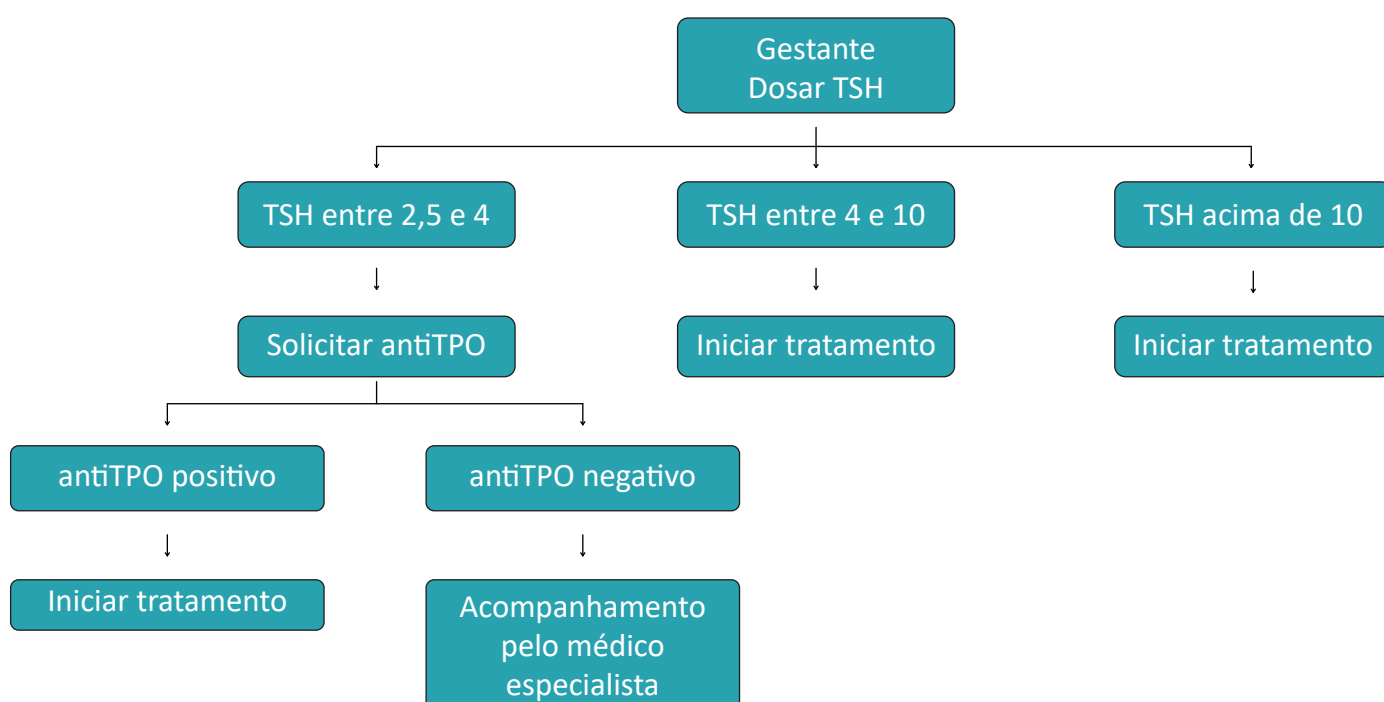 Gestante
Dosar TSH
TSH entre 2,5 e 4
TSH entre 4 e 10
TSH acima de 10
Solicitar antiTPO
Iniciar tratamento
Iniciar tratamento
antiTPO positivo
antiTPO negativo
Iniciar tratamento
Acompanhamento
pelo médico
especialista